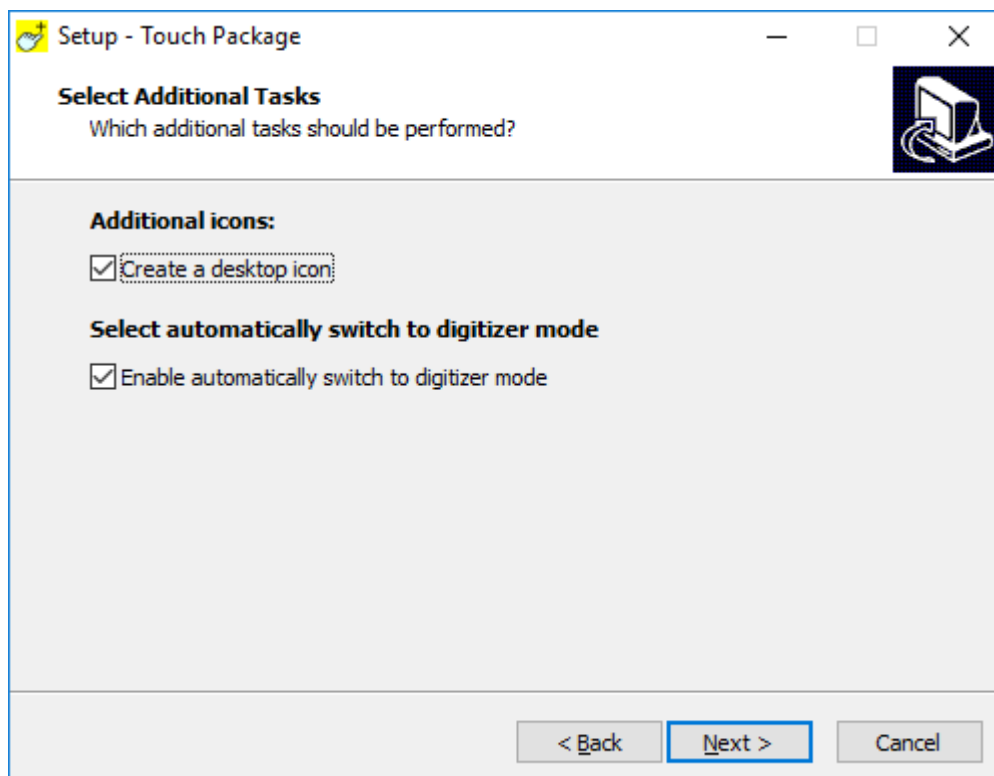 Setup - Touch Package
Select Additional Tasks
Which additional tasks should be performed?
Additional icons:
Create a desktop icon
Select automatically switch to digitizer mode
Enable automatically switch to digitizer mode
< Back
Next >
Cancel